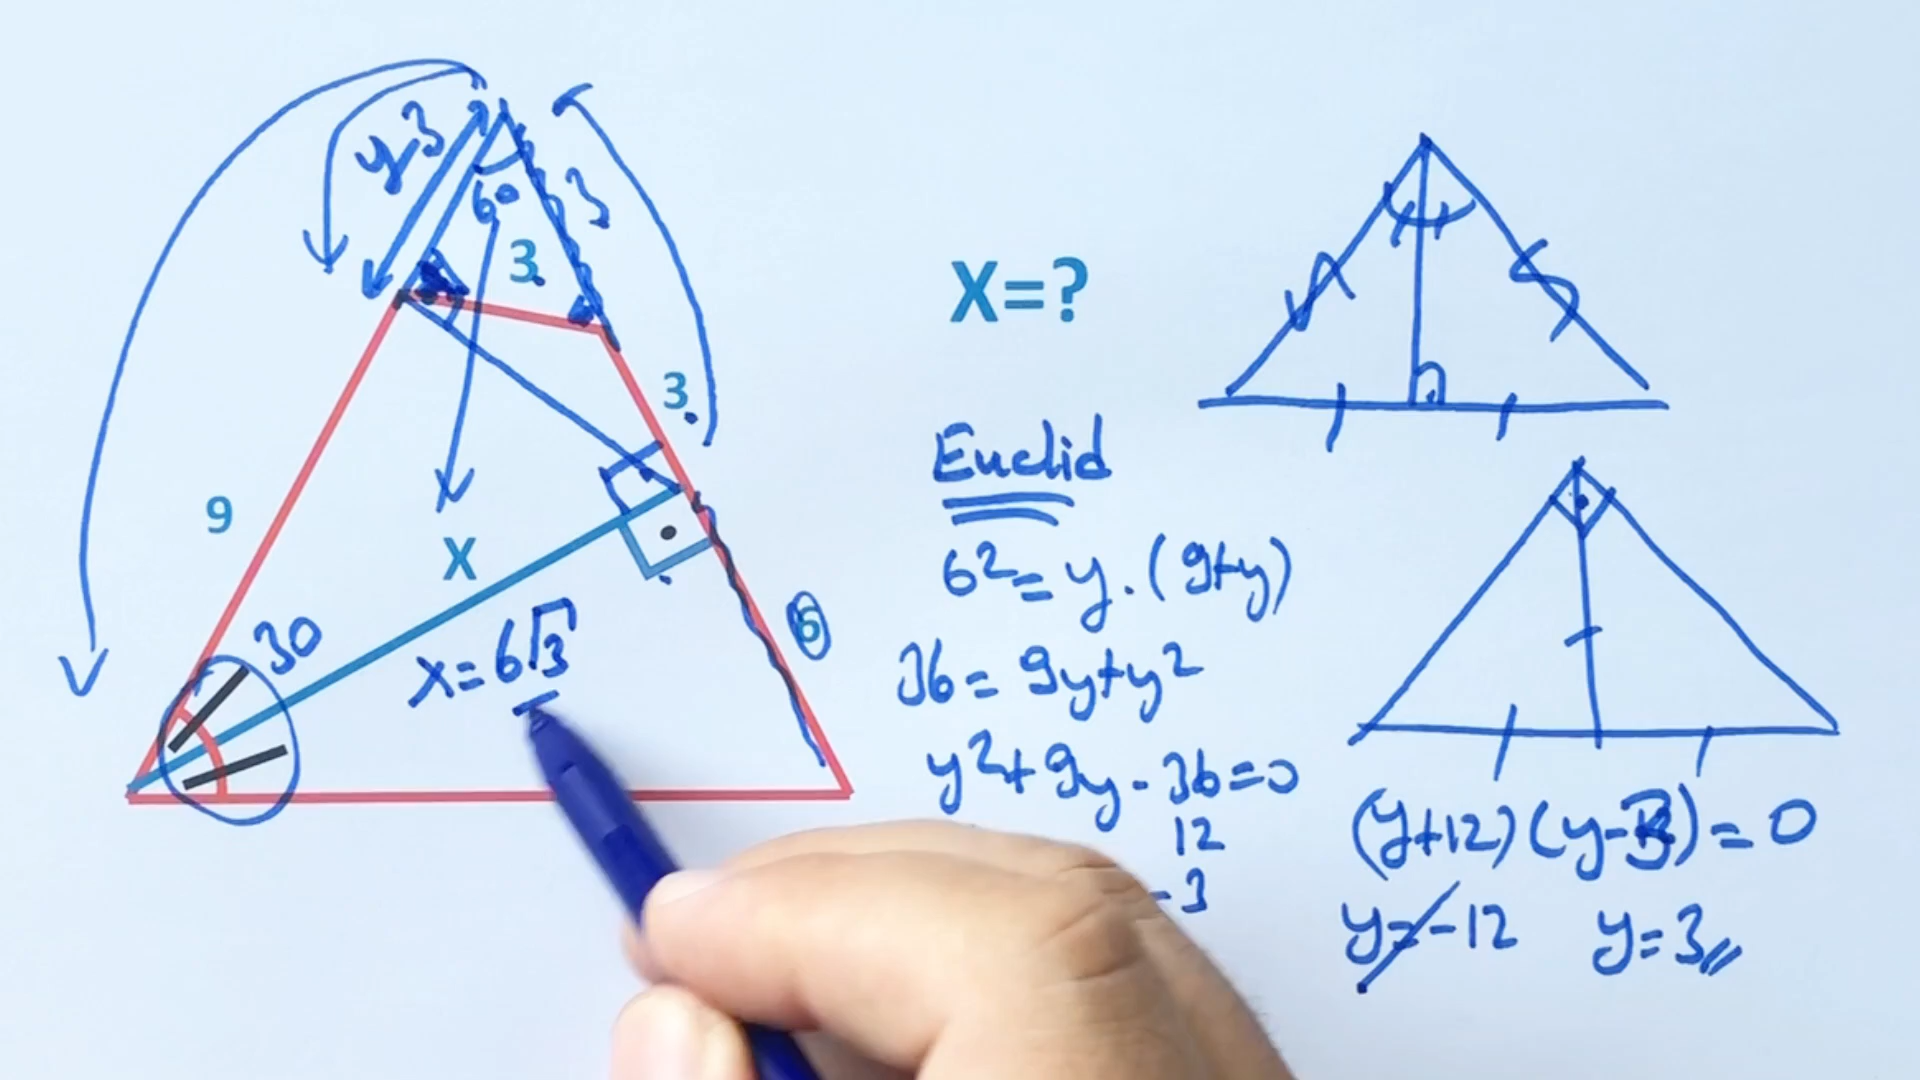 y 3
60
3
3
3
9
X
30
x=6√3
6
X=?
Euclid
6²=y.(9+y)
36=9y+y²
y²+9y-36=0
12
-3
(y+12)(y-3)=0
y=-12 y=3